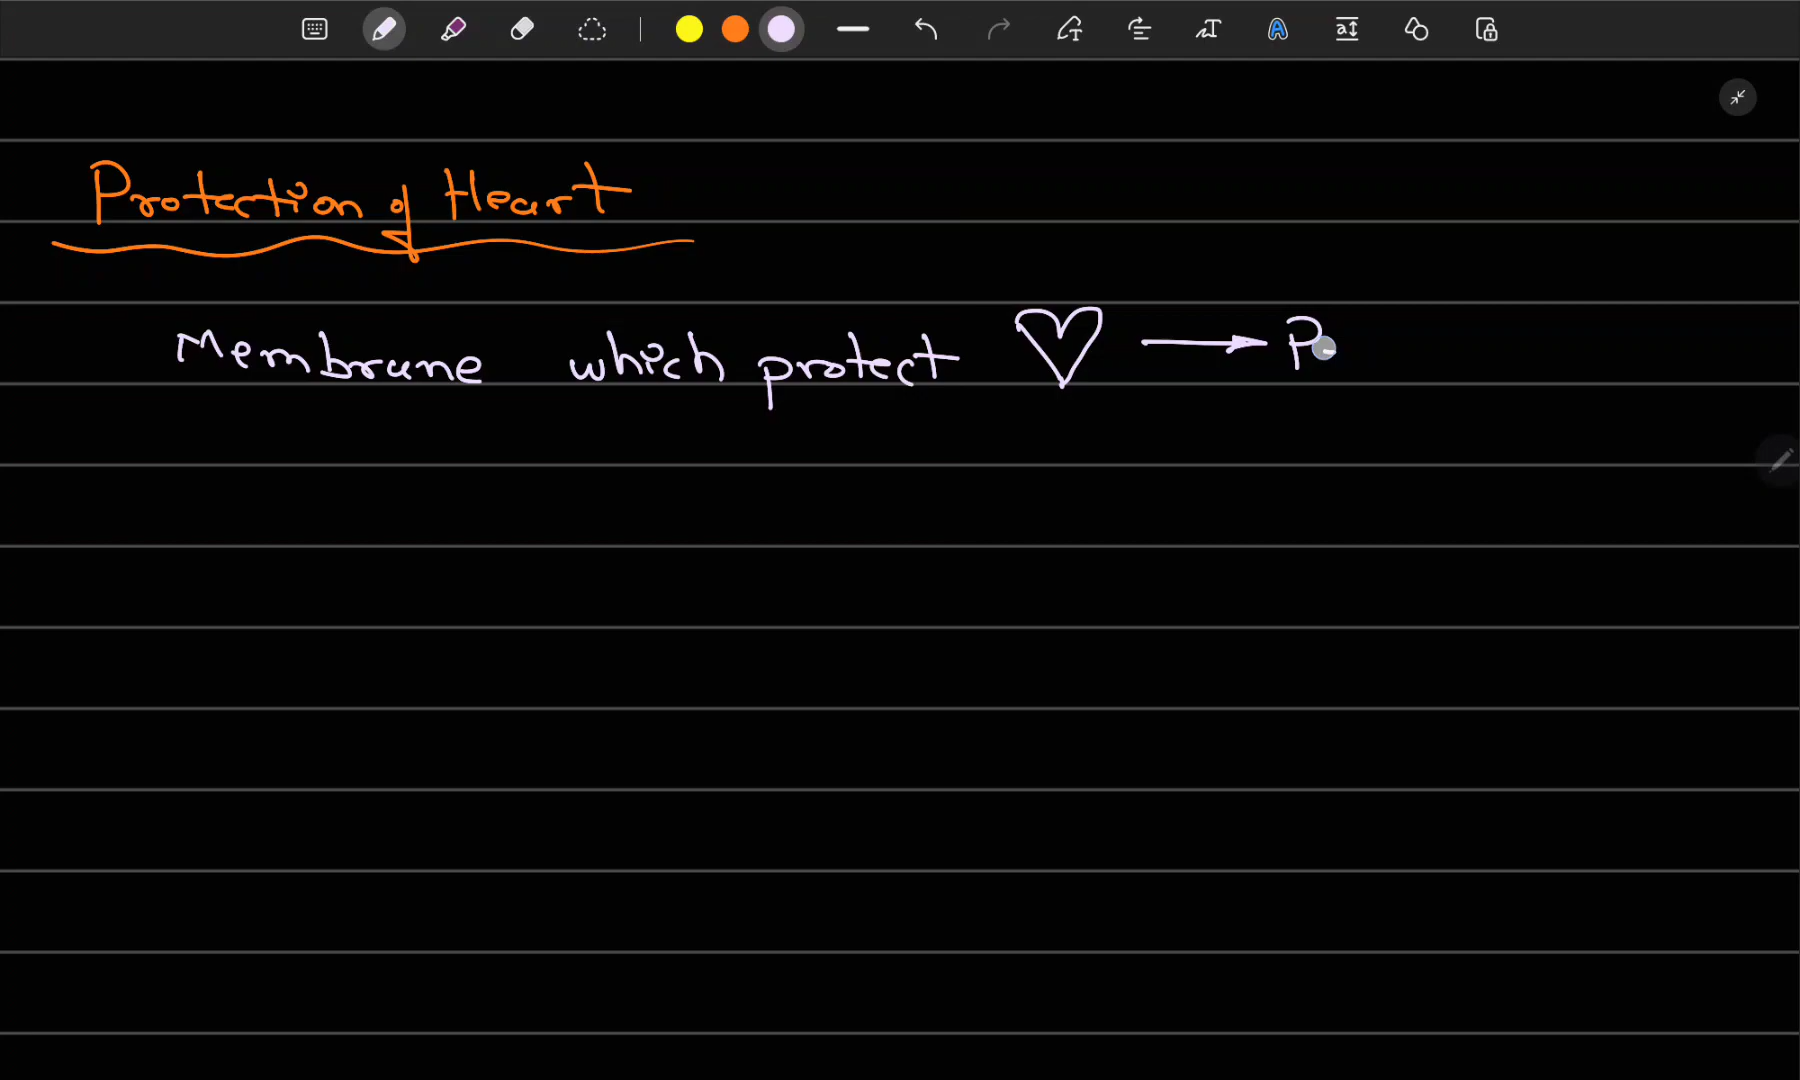 Protection of Heart
Membrane which protect ♡ → P